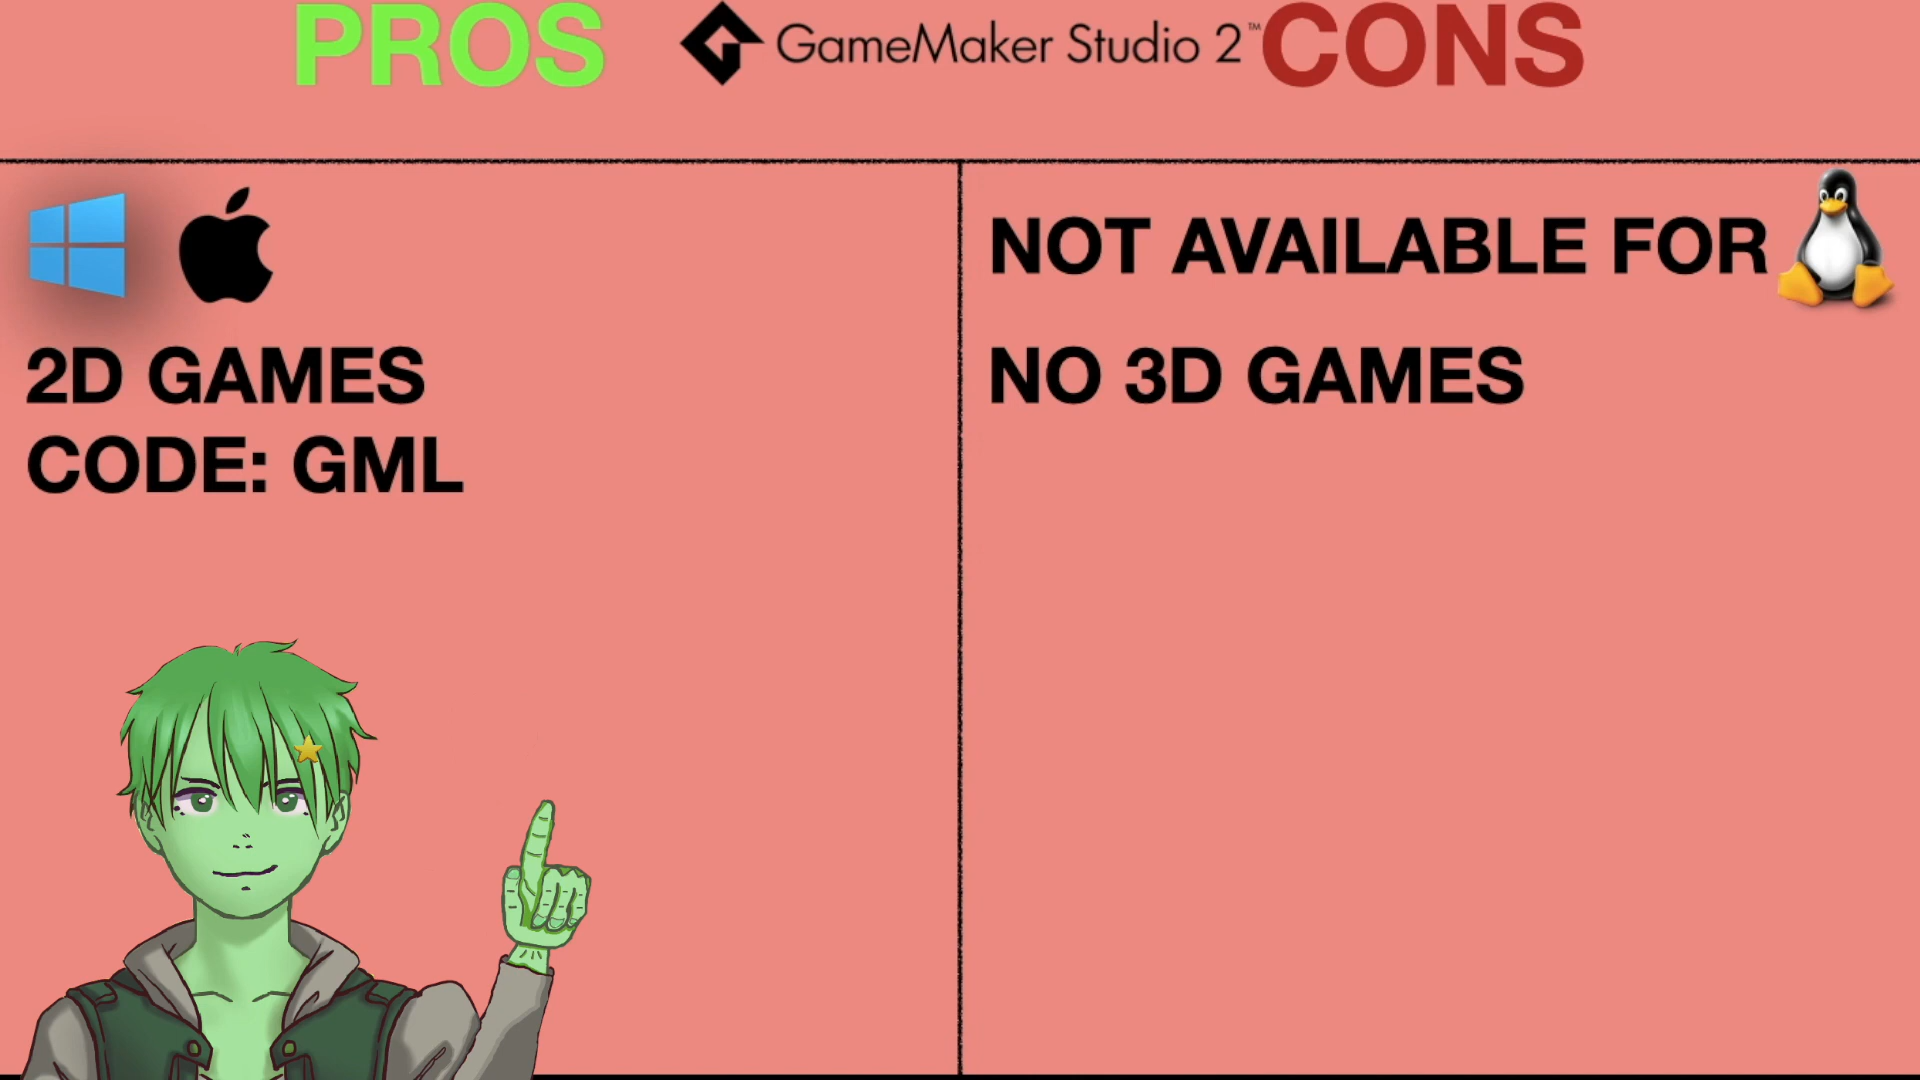 PROS
GameMaker Studio 2™
CONS
2D GAMES
CODE: GML
NOT AVAILABLE FOR
NO 3D GAMES